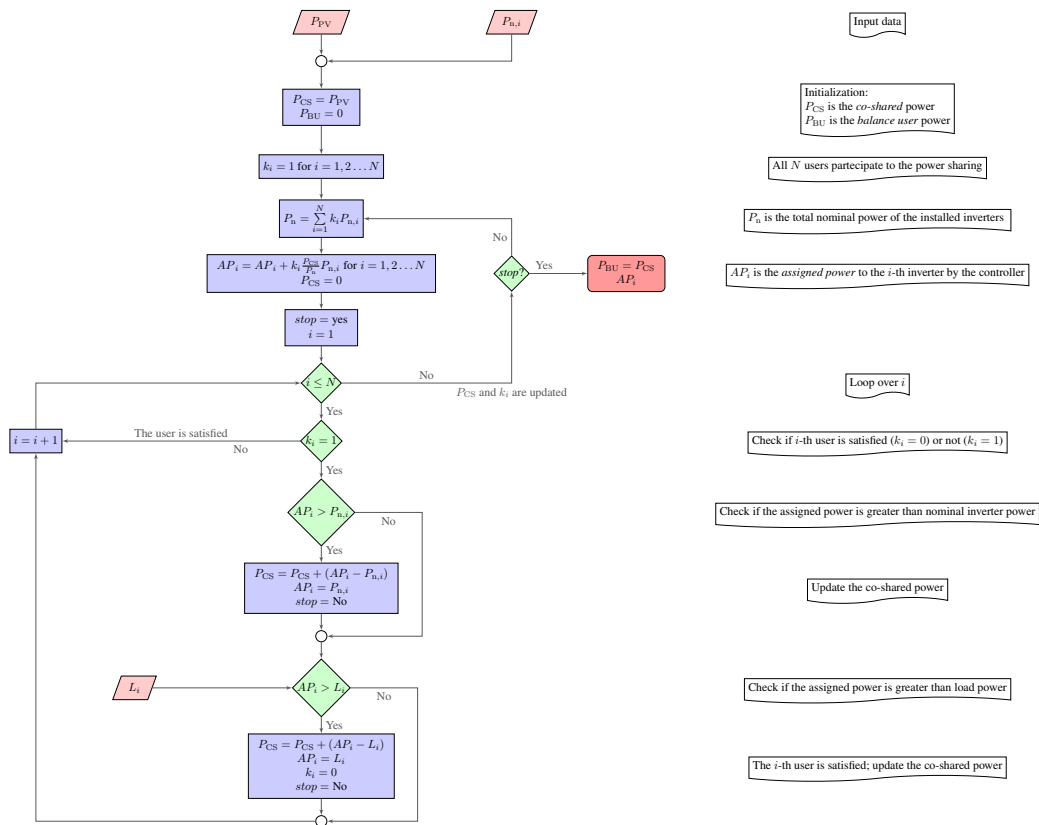 P_PV
P_n,i
Input data
P_CS = P_PV
P_BU = 0
Initialization:
P_CS is the co-shared power
P_BU is the balance user power
k_i = 1 for i = 1, 2 … N
All N users partecipate to the power sharing
P_n = ∑_{i=1}^{N} k_i P_n,i
P_n is the total nominal power of the installed inverters
No
AP_i = AP_i + k_i P_CS/P_n P_n,i for i = 1, 2 … N
P_CS = 0
stop?
Yes
P_BU = P_CS
AP_i
AP_i is the assigned power to the i-th inverter by the controller
stop = yes
i = 1
i ≤ N
No
P_CS and k_i are updated
Loop over i
Yes
i = i + 1
The user is satisfied
No
k_i = 1
Check if i-th user is satisfied (k_i = 0) or not (k_i = 1)
Yes
AP_i > P_n,i
No
Check if the assigned power is greater than nominal inverter power
Yes
P_CS = P_CS + (AP_i − P_n,i)
AP_i = P_n,i
stop = No
Update the co-shared power
L_i
AP_i > L_i
No
Check if the assigned power is greater than load power
Yes
P_CS = P_CS + (AP_i − L_i)
AP_i = L_i
k_i = 0
stop = No
The i-th user is satisfied; update the co-shared power